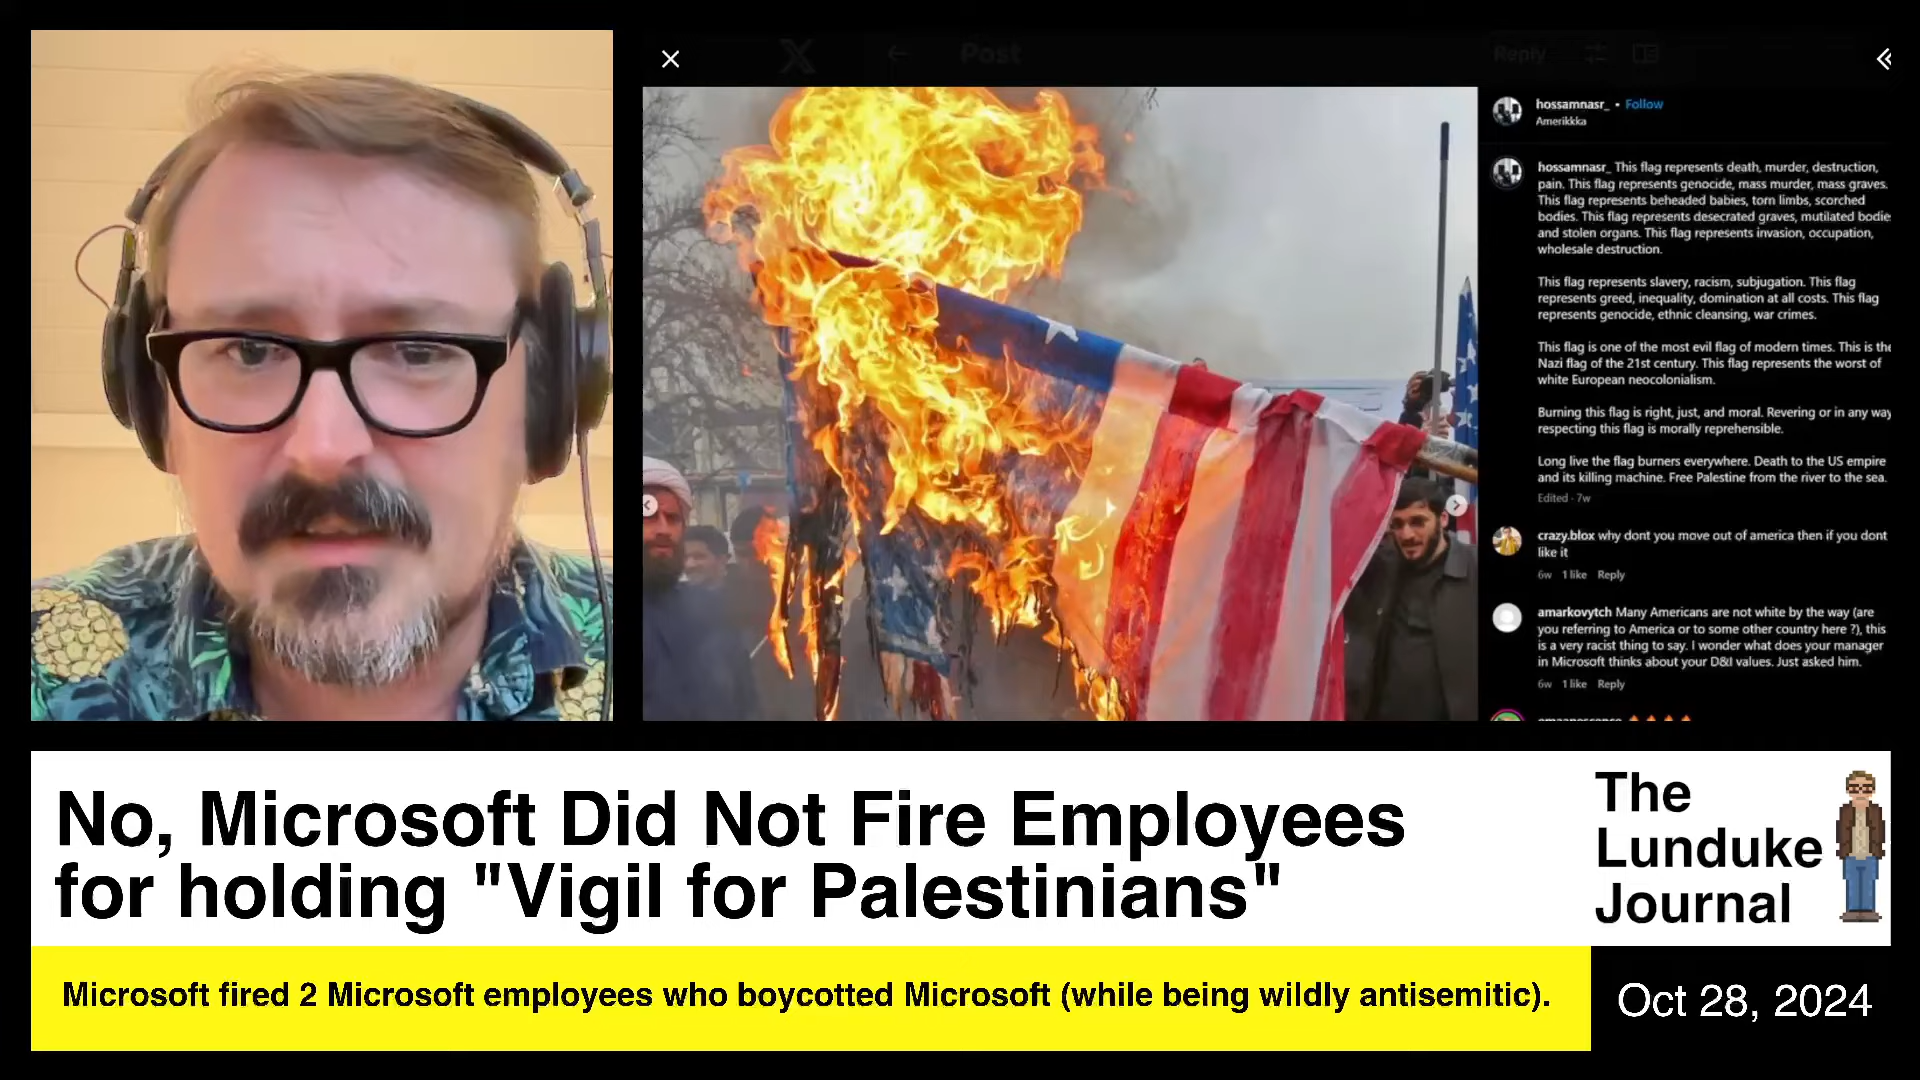 Post
Reply
hossamnasr_ • Follow
Amerikkka
hossamnasr_ This flag represents death, murder, destruction,
pain. This flag represents genocide, mass murder, mass graves.
This flag represents beheaded babies, torn limbs, scorched
bodies. This flag represents desecrated graves, mutilated bodie
and stolen organs. This flag represents invasion, occupation,
wholesale destruction.
This flag represents slavery, racism, subjugation. This flag
represents greed, inequality, domination at all costs. This flag
represents genocide, ethnic cleansing, war crimes.
This flag is one of the most evil flag of modern times. This is the
Nazi flag of the 21st century. This flag represents the worst of
white European neocolonialism.
Burning this flag is right, just, and moral. Revering or in any way
respecting this flag is morally reprehensible.
Long live the flag burners everywhere. Death to the US empire
and its killing machine. Free Palestine from the river to the sea.
Edited · 7w
crazy.blox why dont you move out of america then if you dont
like it
6w 1 like Reply
amarkovytch Many Americans are not white by the way (are
you referring to America or to some other country here ?), this
is a very racist thing to say. I wonder what does your manager
in Microsoft thinks about your D&I values. Just asked him.
6w 1 like Reply
No, Microsoft Did Not Fire Employees
for holding "Vigil for Palestinians"
The
Lunduke
Journal
Microsoft fired 2 Microsoft employees who boycotted Microsoft (while being wildly antisemitic).
Oct 28, 2024